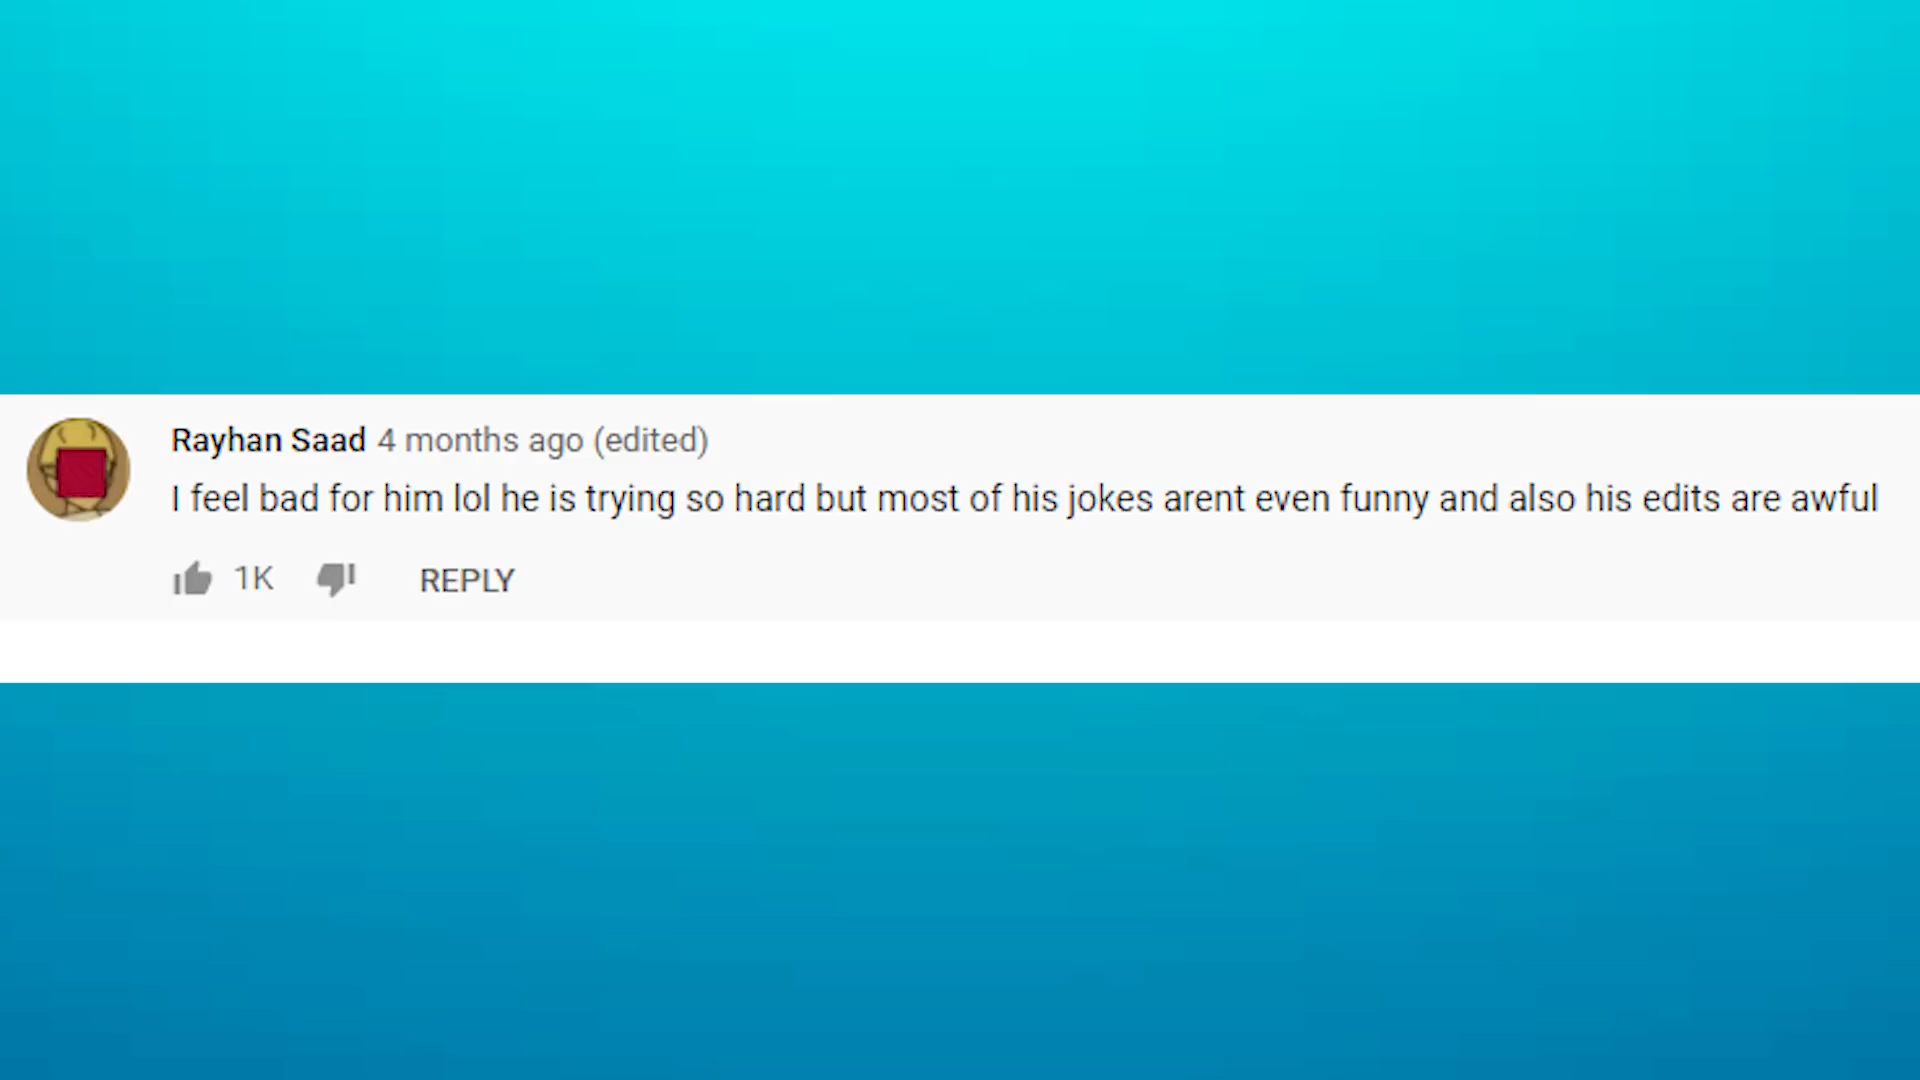 Rayhan Saad 4 months ago (edited)
I feel bad for him lol he is trying so hard but most of his jokes arent even funny and also his edits are awful
1K REPLY